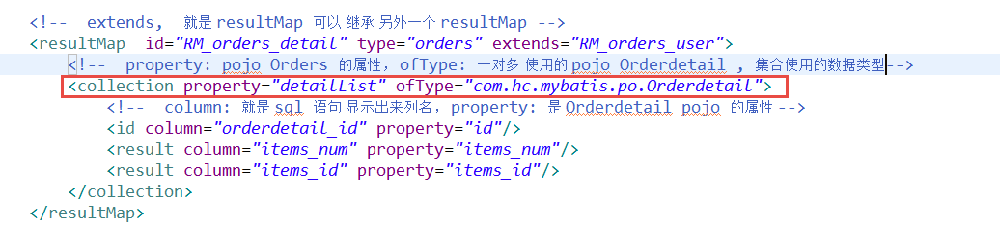 <!--  extends,  就是 resultMap 可以 继承 另外一个 resultMap -->
<resultMap  id="RM_orders_detail" type="orders" extends="RM_orders_user">
<!--  property: pojo Orders 的属性, ofType: 一对多 使用的 pojo Orderdetail , 集合使用的数据类型-->
<collection property="detailList" ofType="com.hc.mybatis.po.Orderdetail">
<!--  column: 就是 sql 语句 显示出来列名, property: 是 Orderdetail pojo 的属性 -->
<id column="orderdetail_id" property="id"/>
<result column="items_num" property="items_num"/>
<result column="items_id" property="items_id"/>
</collection>
</resultMap>